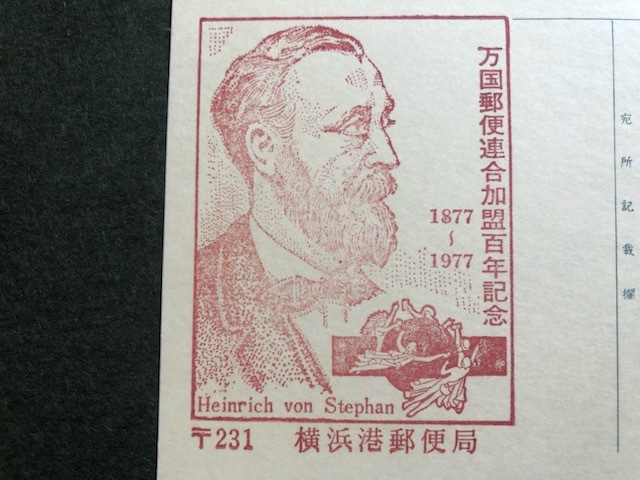 万国郵便連合加盟百年記念
1877
〜
1977
Heinrich von Stephan
〒231 横浜港郵便局
宛所記載欄